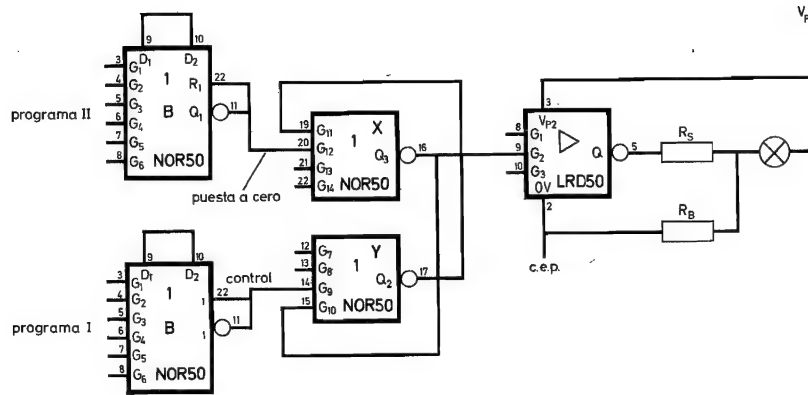 V_P
9 10
D1 D2
3 G1 1
4 G2 R1 22
5 G3 B
6 G4 Q1 11
7 G5
8 G6 NOR50
programa II
puesta a cero
1 X
19 G11
20 G12 Q3 16
21 G13 NOR50
22 G14
3
VP2
8 G1
9 G2 Q 5
10 G3 LRD50
0V
2
RS
RB
c.e.p.
12 G7 1 Y
13 G8
14 G9 Q2 17
15 G10 NOR50
control
9 10
D1 D2
3 G1 1
4 G2 1 22
5 G3 B
6 G4 1 11
7 G5
8 G6 NOR50
programa I